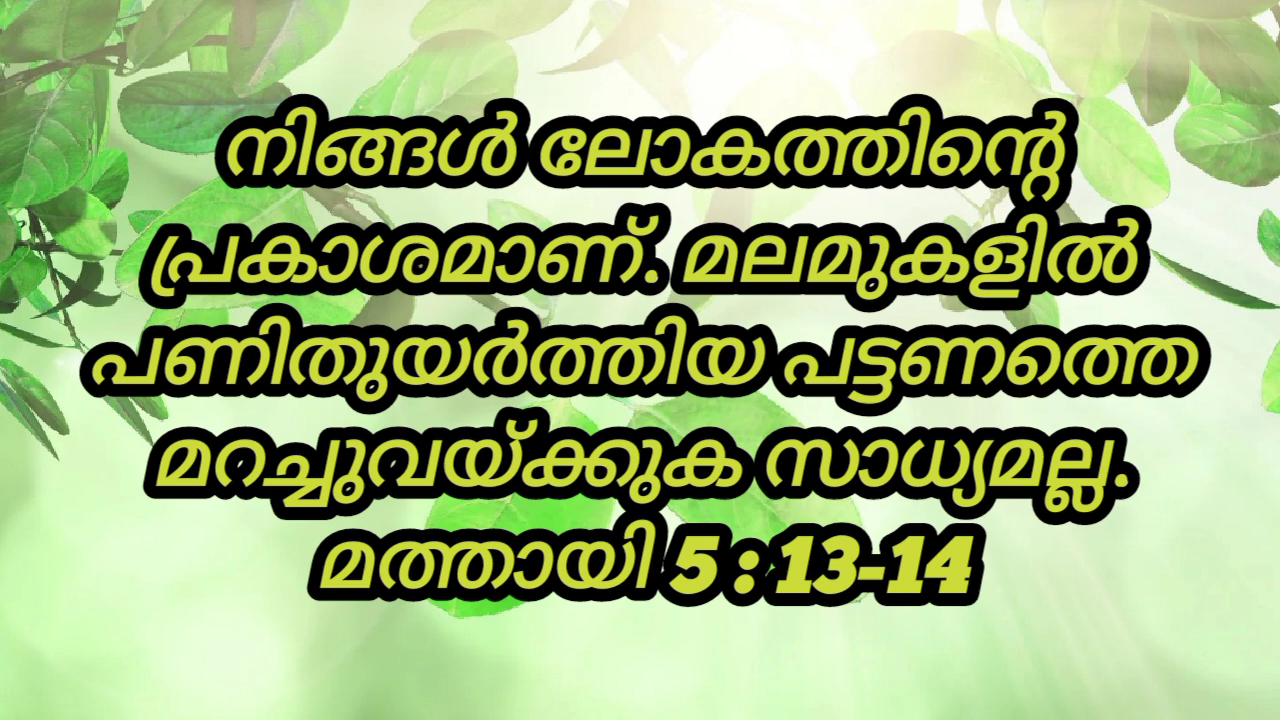 നിങ്ങൾ ലോകത്തിന്റെ
പ്രകാശമാണ്. മലമുകളിൽ
പണിതുയർത്തിയ പട്ടണത്തെ
മറച്ചുവയ്ക്കുക സാധ്യമല്ല.
മത്തായി 5 : 13-14